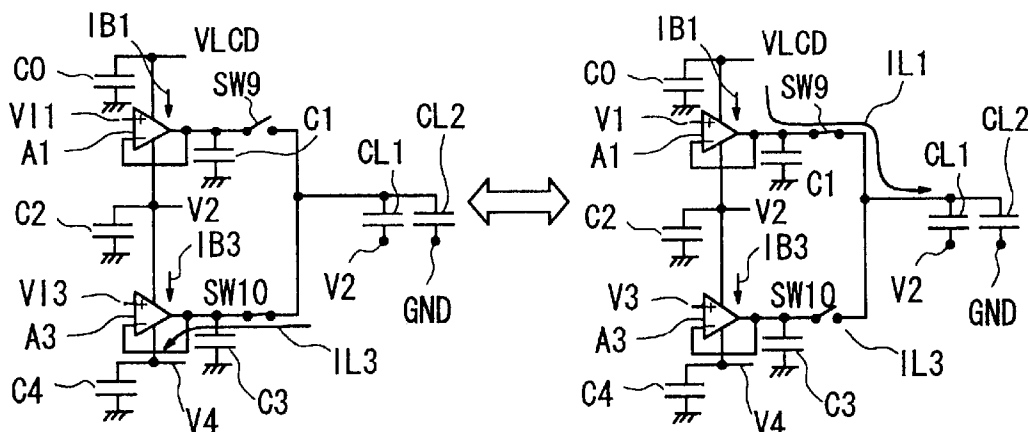 IB1
VLCD
C0
SW9
VI1
C1
CL2
A1
CL1
C2
V2
IB3
VI3
SW10
V2
GND
A3
IL3
C4
C3
V4
IB1
VLCD
IL1
C0
SW9
V1
CL2
A1
CL1
C1
C2
V2
IB3
V3
SW10
V2
GND
A3
IL3
C4
C3
V4